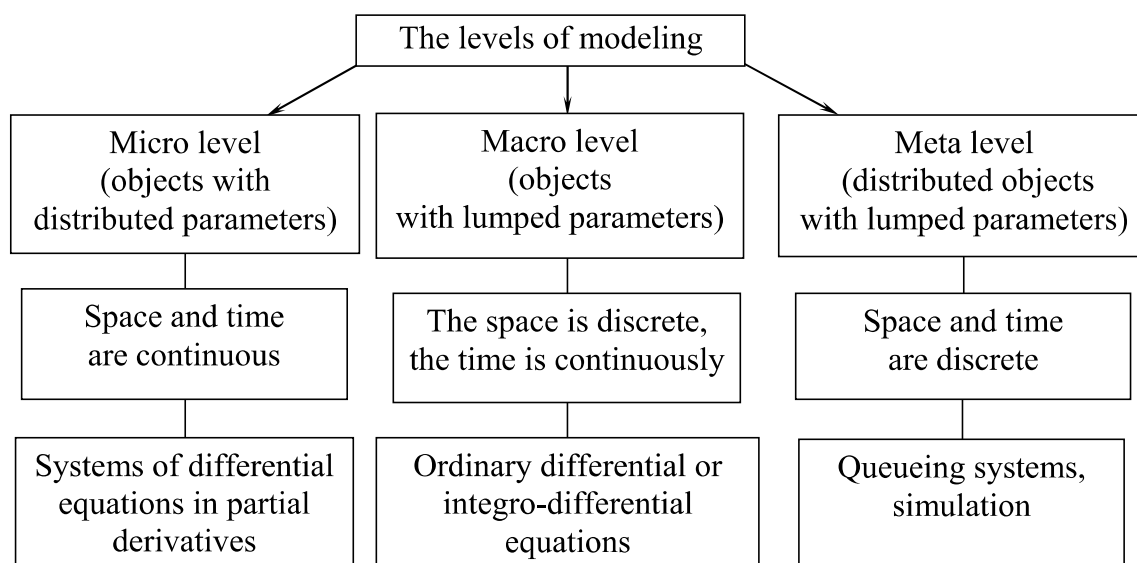 The levels of modeling
Micro level
(objects with
distributed parameters)
Macro level
(objects
with lumped parameters)
Meta level
(distributed objects
with lumped parameters)
Space and time
are continuous
The space is discrete,
the time is continuously
Space and time
are discrete
Systems of differential
equations in partial
derivatives
Ordinary differential or
integro-differential
equations
Queueing systems,
simulation